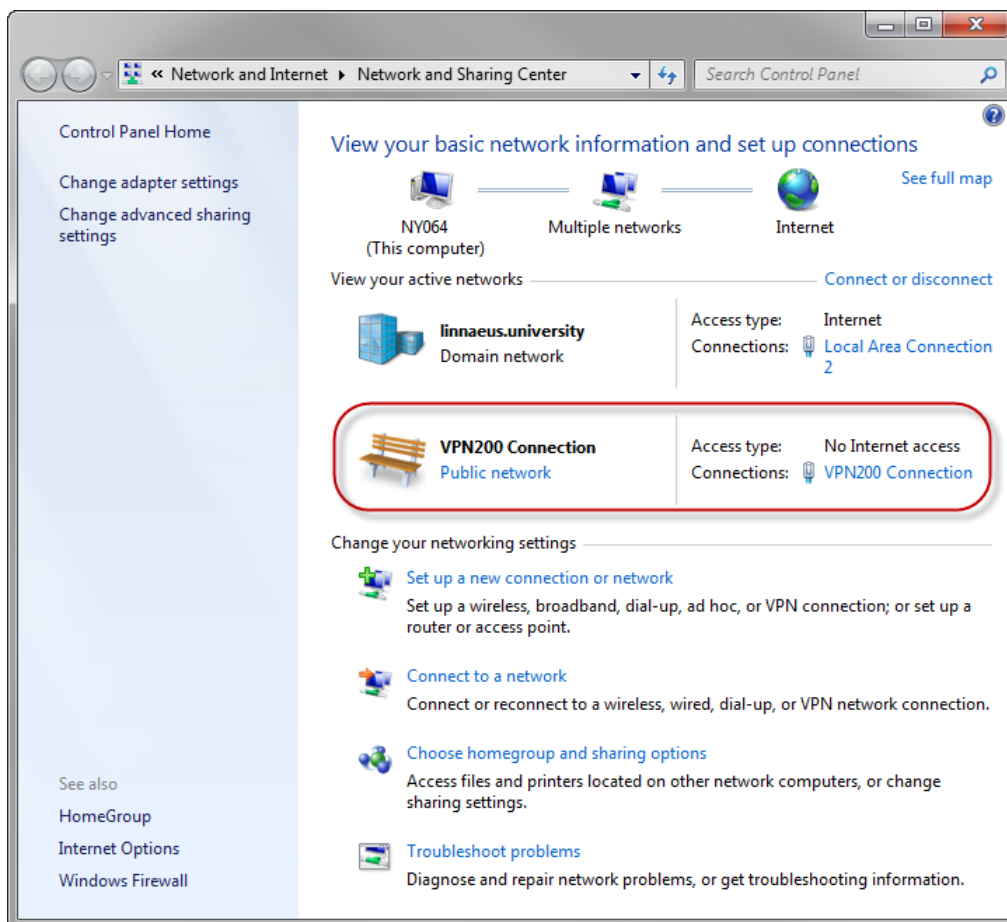 « Network and Internet ▸ Network and Sharing Center
Search Control Panel
Control Panel Home
Change adapter settings
Change advanced sharing
settings
See also
HomeGroup
Internet Options
Windows Firewall
View your basic network information and set up connections
See full map
NY064
(This computer)
Multiple networks
Internet
View your active networks
Connect or disconnect
linnaeus.university
Domain network
Access type: Internet
Connections: Local Area Connection
2
VPN200 Connection
Public network
Access type: No Internet access
Connections: VPN200 Connection
Change your networking settings
Set up a new connection or network
Set up a wireless, broadband, dial-up, ad hoc, or VPN connection; or set up a
router or access point.
Connect to a network
Connect or reconnect to a wireless, wired, dial-up, or VPN network connection.
Choose homegroup and sharing options
Access files and printers located on other network computers, or change
sharing settings.
Troubleshoot problems
Diagnose and repair network problems, or get troubleshooting information.